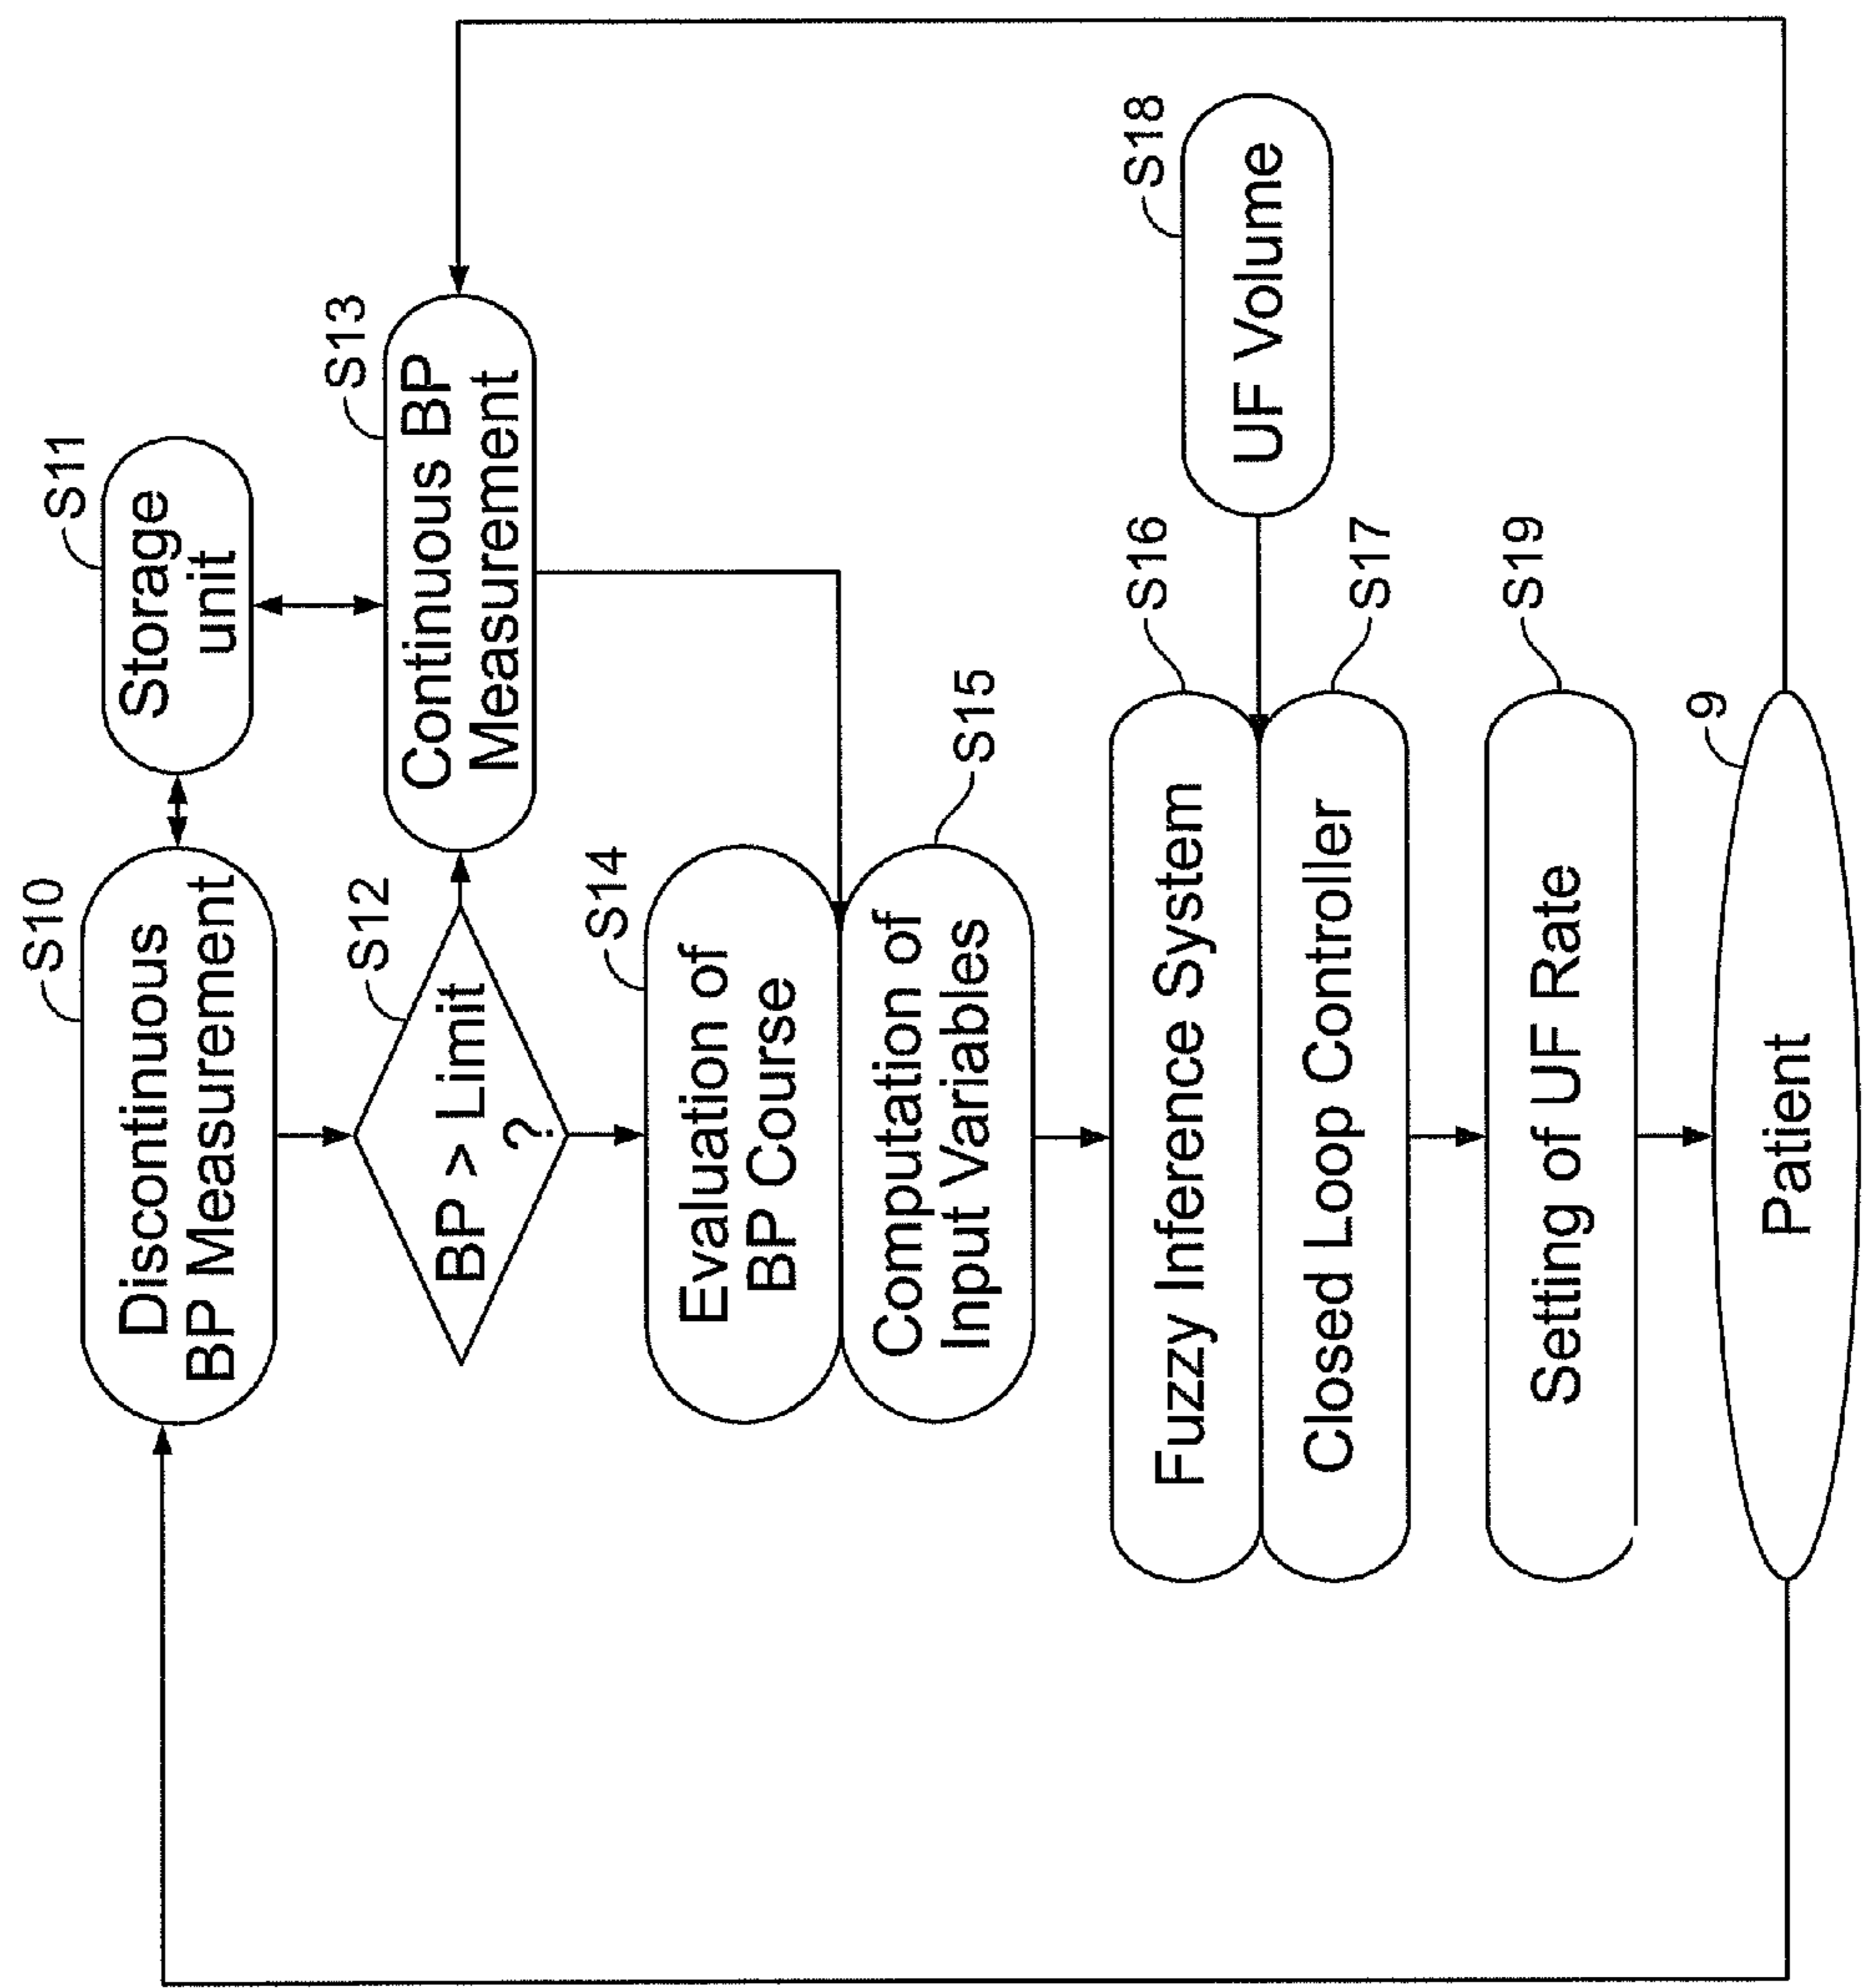 S10
Discontinuous
BP Measurement
S11
Storage
unit
S12
BP > Limit
?
S13
Continuous BP
Measurement
S14
Evaluation of
BP Course
Computation of
Input Variables
S15
S16
Fuzzy Inference System
Closed Loop Controller
S17
S18
UF Volume
S19
Setting of UF Rate
9
Patient